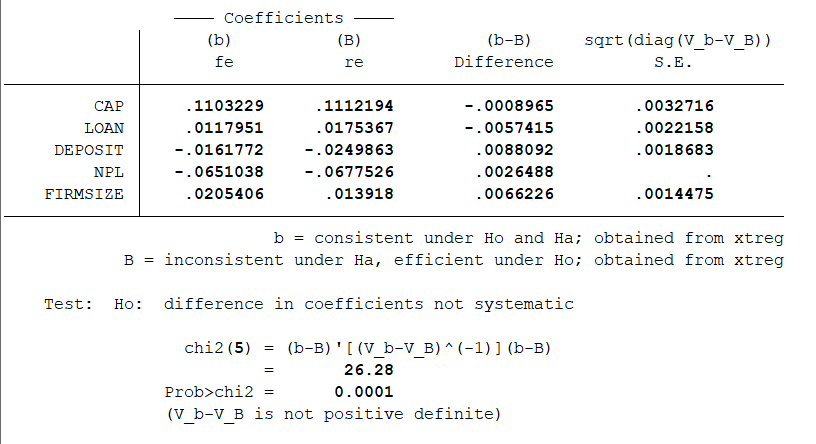 Coefficients
(b) (B) (b-B) sqrt(diag(V_b-V_B))
fe re Difference S.E.
CAP .1103229 .1112194 -.0008965 .0032716
LOAN .0117951 .0175367 -.0057415 .0022158
DEPOSIT -.0161772 -.0249863 .0088092 .0018683
NPL -.0651038 -.0677526 .0026488 .
FIRMSIZE .0205406 .013918 .0066226 .0014475
b = consistent under Ho and Ha; obtained from xtreg
B = inconsistent under Ha, efficient under Ho; obtained from xtreg
Test: Ho: difference in coefficients not systematic
chi2(5) = (b-B)'[(V_b-V_B)^(-1)](b-B)
= 26.28
Prob>chi2 = 0.0001
(V_b-V_B is not positive definite)